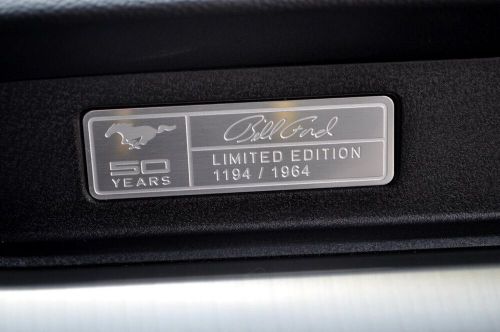 50
YEARS
Bill Ford
LIMITED EDITION
1194 / 1964